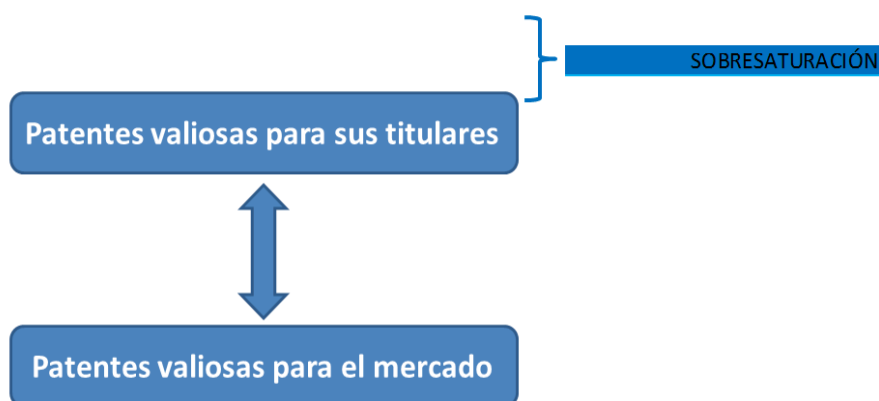 SOBRESATURACIÓN
Patentes valiosas para sus titulares
Patentes valiosas para el mercado